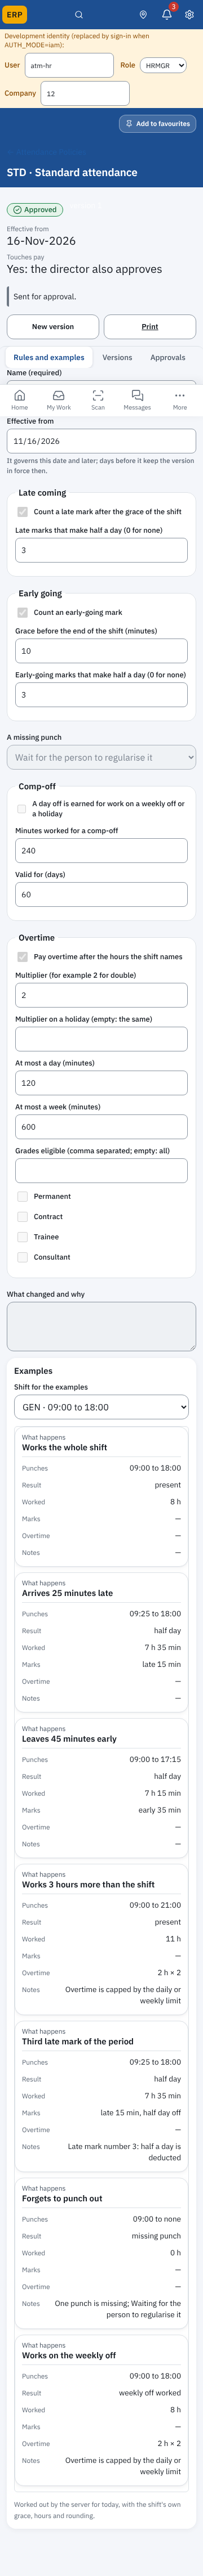 ERP
3
Development identity (replaced by sign-in when
AUTH_MODE=iam):
User
atm-hr
Role
HRMGR
Company
12
Add to favourites
STD · Standard attendance
Approved
Effective from
16-Nov-2026
Touches pay
Yes: the director also approves
Sent for approval.
New version
Print
Rules and examples
Versions
Approvals
Name (required)
Home
My Work
Scan
Messages
More
Effective from
11/16/2026
It governs this date and later; days before it keep the version
in force then.
Late coming
Count a late mark after the grace of the shift
Late marks that make half a day (0 for none)
3
Early going
Count an early-going mark
Grace before the end of the shift (minutes)
10
Early-going marks that make half a day (0 for none)
3
A missing punch
Wait for the person to regularise it
Comp-off
A day off is earned for work on a weekly off or
a holiday
Minutes worked for a comp-off
240
Valid for (days)
60
Overtime
Pay overtime after the hours the shift names
Multiplier (for example 2 for double)
2
Multiplier on a holiday (empty: the same)
At most a day (minutes)
120
At most a week (minutes)
600
Grades eligible (comma separated; empty: all)
Permanent
Contract
Trainee
Consultant
What changed and why
Examples
Shift for the examples
GEN · 09:00 to 18:00
What happens
Works the whole shift
Punches 09:00 to 18:00
Result present
Worked 8 h
Marks —
Overtime —
Notes —
What happens
Arrives 25 minutes late
Punches 09:25 to 18:00
Result half day
Worked 7 h 35 min
Marks late 15 min
Overtime —
Notes —
What happens
Leaves 45 minutes early
Punches 09:00 to 17:15
Result half day
Worked 7 h 15 min
Marks early 35 min
Overtime —
Notes —
What happens
Works 3 hours more than the shift
Punches 09:00 to 21:00
Result present
Worked 11 h
Marks —
Overtime 2 h × 2
Notes Overtime is capped by the daily or
weekly limit
What happens
Third late mark of the period
Punches 09:25 to 18:00
Result half day
Worked 7 h 35 min
Marks late 15 min, half day off
Overtime —
Notes Late mark number 3: half a day is
deducted
What happens
Forgets to punch out
Punches 09:00 to none
Result missing punch
Worked 0 h
Marks —
Overtime —
Notes One punch is missing; Waiting for the
person to regularise it
What happens
Works on the weekly off
Punches 09:00 to 18:00
Result weekly off worked
Worked 8 h
Marks —
Overtime 2 h × 2
Notes Overtime is capped by the daily or
weekly limit
Worked out by the server for today, with the shift's own
grace, hours and rounding.